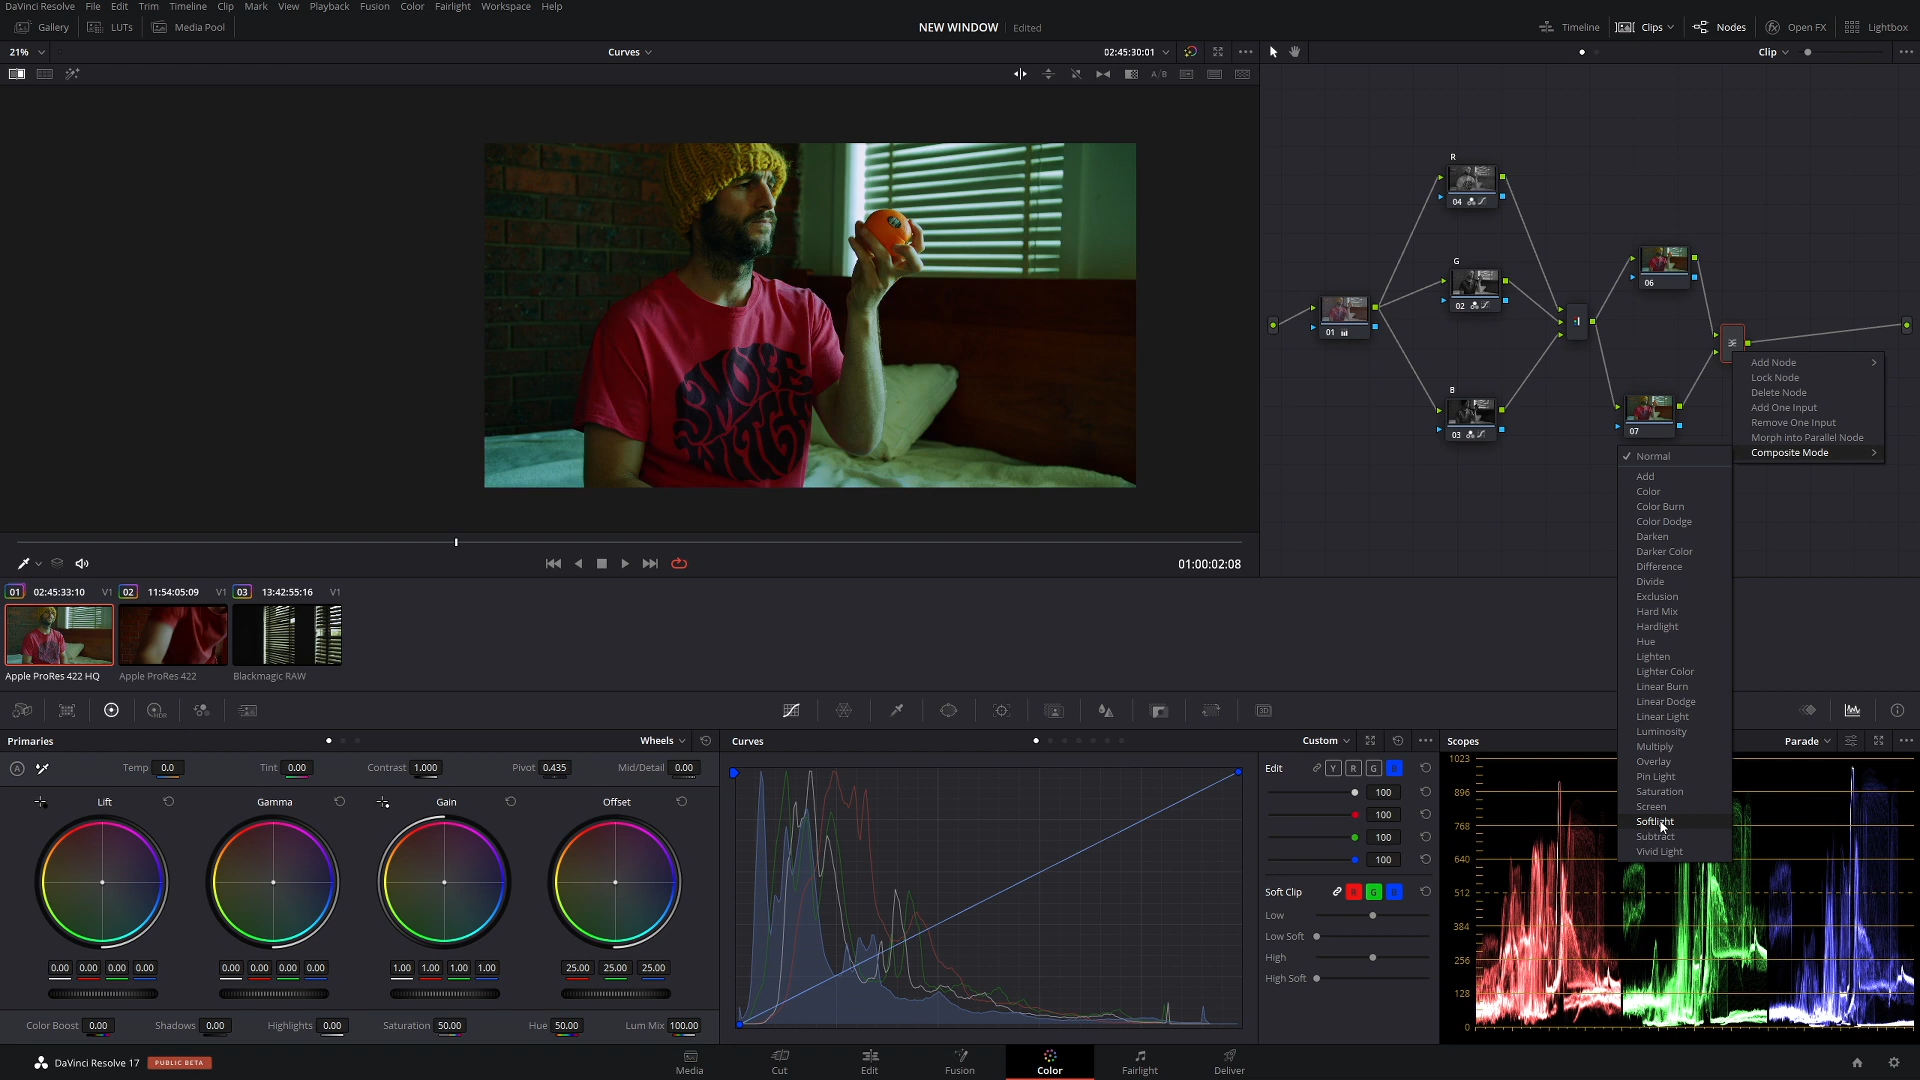 DaVinci Resolve File Edit Trim Timeline Clip Mark View Playback Fusion Color Fairlight Workspace Help
Gallery LUTs Media Pool NEW WINDOW Edited Timeline Clips Nodes Open FX Lightbox
21% Curves 02:45:30:01 Clip
A/B
R
04
G
02
B
03
01
06
07
SMOKE
WITCH
Add Node
Lock Node
Delete Node
Add One Input
Remove One Input
Morph into Parallel Node
Composite Mode
Normal
Add
Color
Color Burn
Color Dodge
Darken
Darker Color
Difference
Divide
Exclusion
Hard Mix
Hardlight
Hue
Lighten
Lighter Color
Linear Burn
Linear Dodge
Linear Light
Luminosity
Multiply
Overlay
Pin Light
Saturation
Screen
Softlight
Subtract
Vivid Light
01:00:02:08
01 02:45:33:10 V1 02 11:54:05:09 V1 03 13:42:55:16 V1
Apple ProRes 422 HQ Apple ProRes 422 Blackmagic RAW
HDR 3D
Primaries Wheels
A Temp 0.0 Tint 0.00 Contrast 1.000 Pivot 0.435 Mid/Detail 0.00
Lift Gamma Gain Offset
0.00 0.00 0.00 0.00 0.00 0.00 0.00 0.00 1.00 1.00 1.00 1.00 25.00 25.00 25.00
Color Boost 0.00 Shadows 0.00 Highlights 0.00 Saturation 50.00 Hue 50.00 Lum Mix 100.00
Curves Custom
Edit Y R G B
100
100
100
100
Soft Clip R G B
Low
Low Soft
High
High Soft
Scopes Parade
1023
896
768
640
512
384
256
128
0
DaVinci Resolve 17 PUBLIC BETA Media Cut Edit Fusion Color Fairlight Deliver